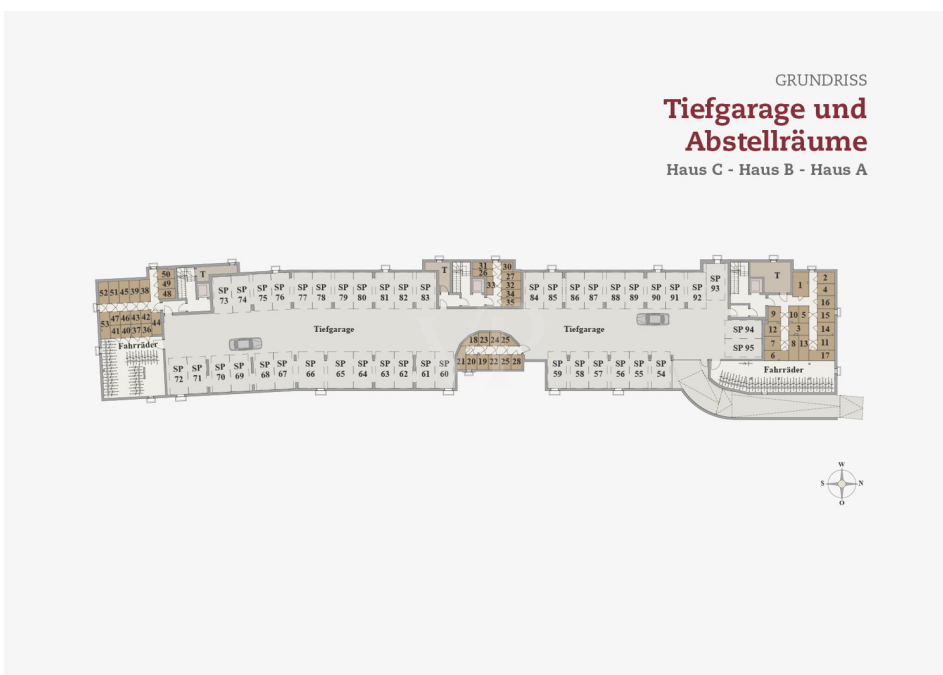 GRUNDRISS
Tiefgarage und
Abstellräume
Haus C - Haus B - Haus A
50
49
48
T
52 51 45 39 38
47 46 43 42
53
44
41 40 37 36
Fahrräder
SP 73
SP 74
SP 75
SP 76
SP 77
SP 78
SP 79
SP 80
SP 81
SP 82
SP 83
T
31
26
33
30
27
32
34
35
SP 84
SP 85
SP 86
SP 87
SP 88
SP 89
SP 90
SP 91
SP 92
SP 93
T
1
2
4
16
15
14
11
17
9
10 5
12
3
7
8 13
6
SP 94
SP 95
Tiefgarage
Tiefgarage
18 23 24 25
21 20 19 22 25 28
SP 72
SP 71
SP 70
SP 69
SP 68
SP 67
SP 66
SP 65
SP 64
SP 63
SP 62
SP 61
SP 60
SP 59
SP 58
SP 57
SP 56
SP 55
SP 54
Fahrräder
W
S N
O